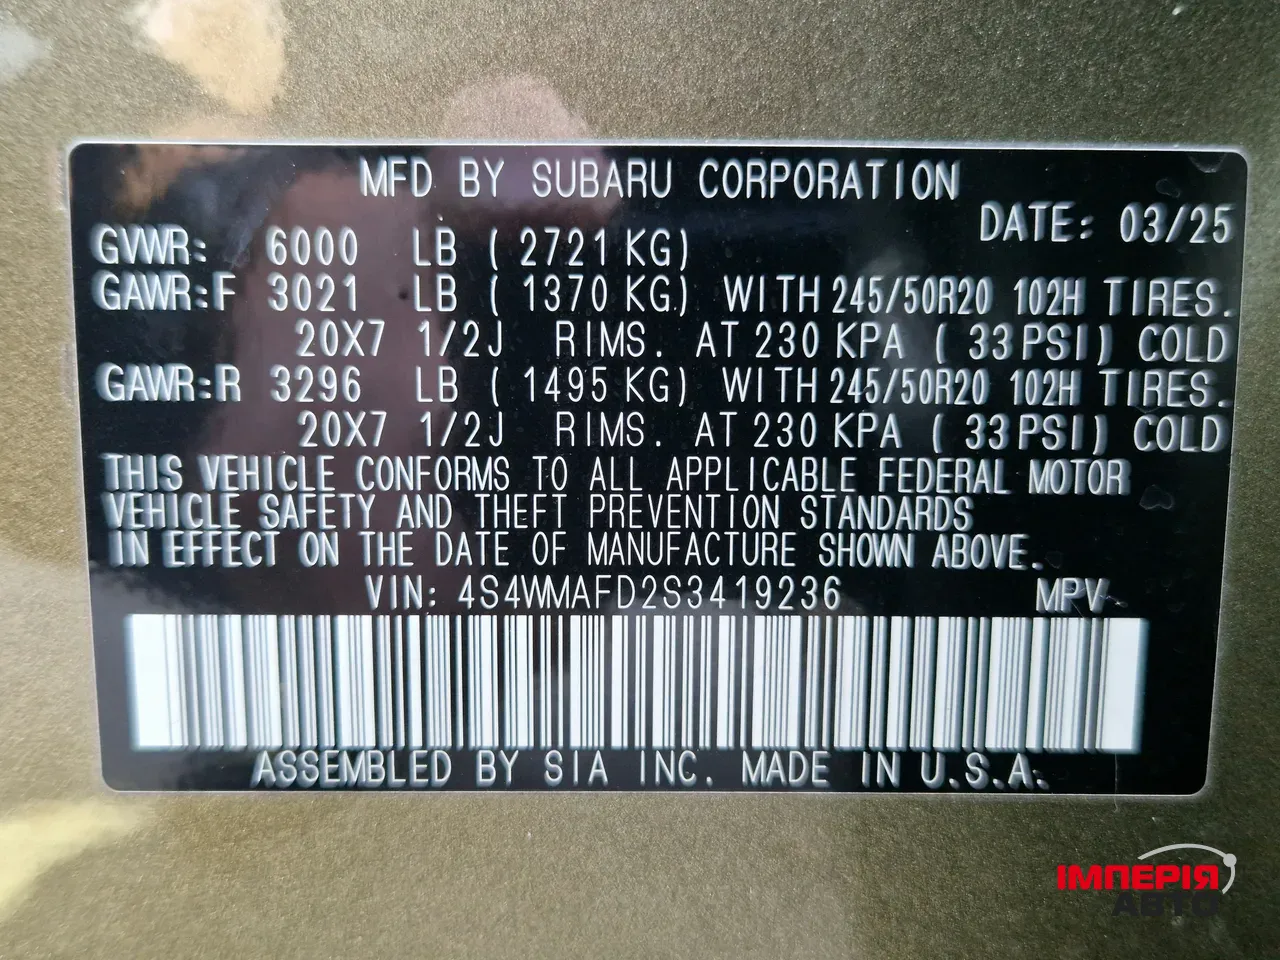 MFD BY SUBARU CORPORATION
DATE: 03/25
GVWR: 6000 LB ( 2721 KG)
GAWR:F 3021 LB ( 1370 KG.) WITH 245/50R20 102H TIRES.
20X7 1/2J RIMS. AT 230 KPA ( 33 PSI) COLD
GAWR:R 3296 LB ( 1495 KG) WITH 245/50R20 102H TIRES.
20X7 1/2J RIMS. AT 230 KPA ( 33 PSI) COLD
THIS VEHICLE CONFORMS TO ALL APPLICABLE FEDERAL MOTOR
VEHICLE SAFETY AND THEFT PREVENTION STANDARDS
IN EFFECT ON THE DATE OF MANUFACTURE SHOWN ABOVE.
VIN: 4S4WMAFD2S3419236 MPV
ASSEMBLED BY SIA INC. MADE IN U.S.A.
ІМПЕРІЯ
АВТО